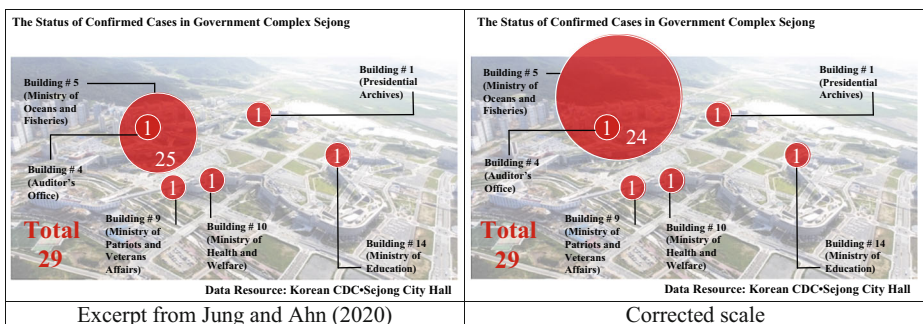 The Status of Confirmed Cases in Government Complex Sejong
Building # 5
(Ministry of
Oceans and
Fisheries)
Building # 1
(Presidential
Archives)
1
1
25
1
Building # 4
(Auditor's
Office)
1
1
Total
29
Building # 9
(Ministry of
Patriots and
Veterans
Affairs)
Building # 10
(Ministry of
Health and
Welfare)
Building # 14
(Ministry of
Education)
Data Resource: Korean CDC•Sejong City Hall
Excerpt from Jung and Ahn (2020)
The Status of Confirmed Cases in Government Complex Sejong
Building # 5
(Ministry of
Oceans and
Fisheries)
Building # 1
(Presidential
Archives)
1
1
24
1
Building # 4
(Auditor's
Office)
1
1
Total
29
Building # 9
(Ministry of
Patriots and
Veterans
Affairs)
Building # 10
(Ministry of
Health and
Welfare)
Building # 14
(Ministry of
Education)
Data Resource: Korean CDC•Sejong City Hall
Corrected scale